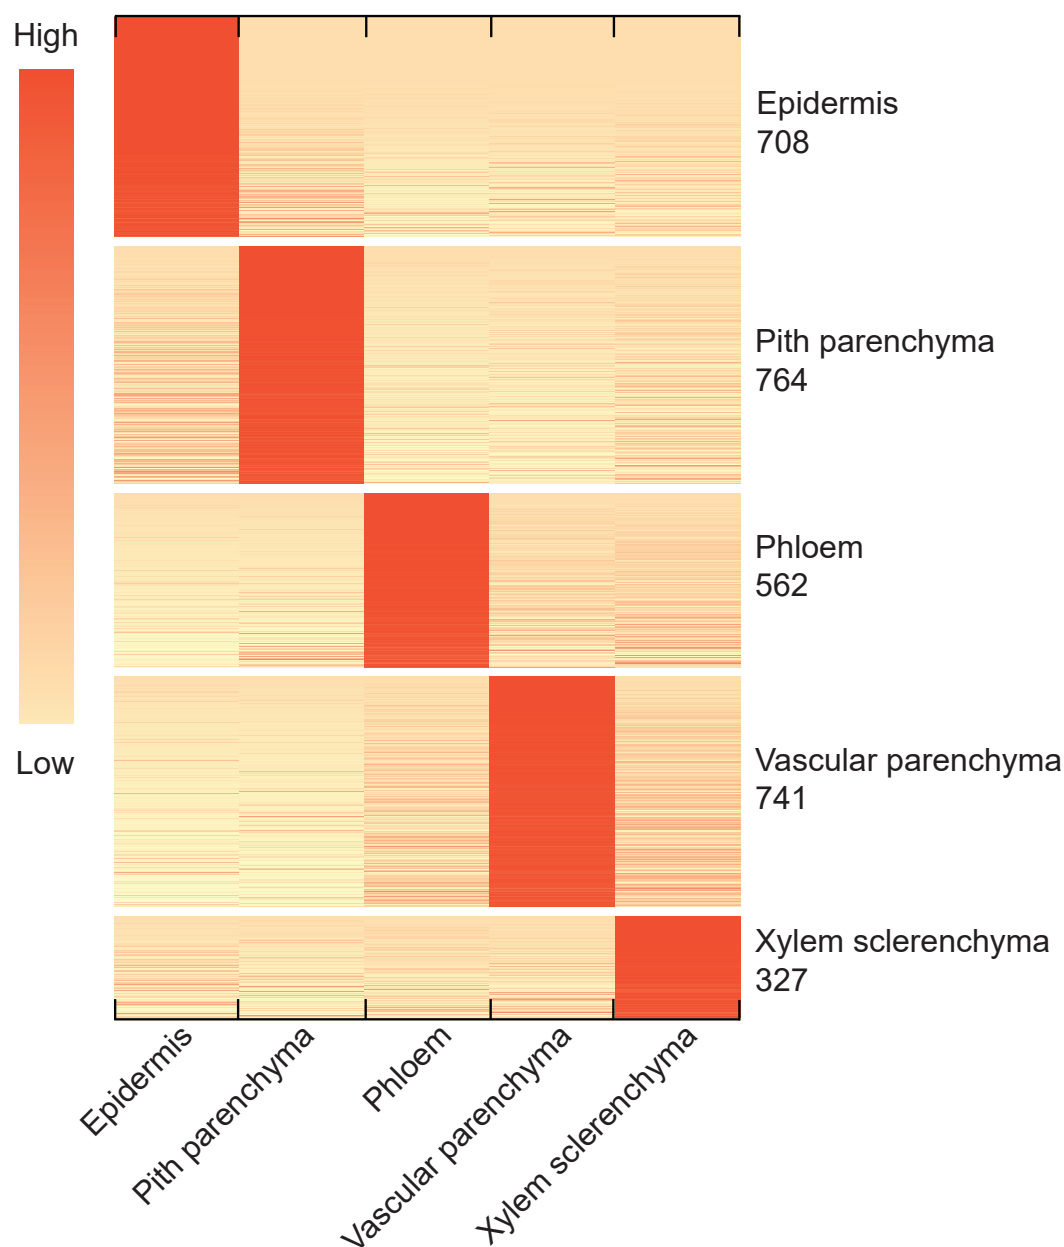 High
Low
Epidermis
708
Pith parenchyma
764
Phloem
562
Vascular parenchyma
741
Xylem sclerenchyma
327
Epidermis
Pith parenchyma
Phloem
Vascular parenchyma
Xylem sclerenchyma